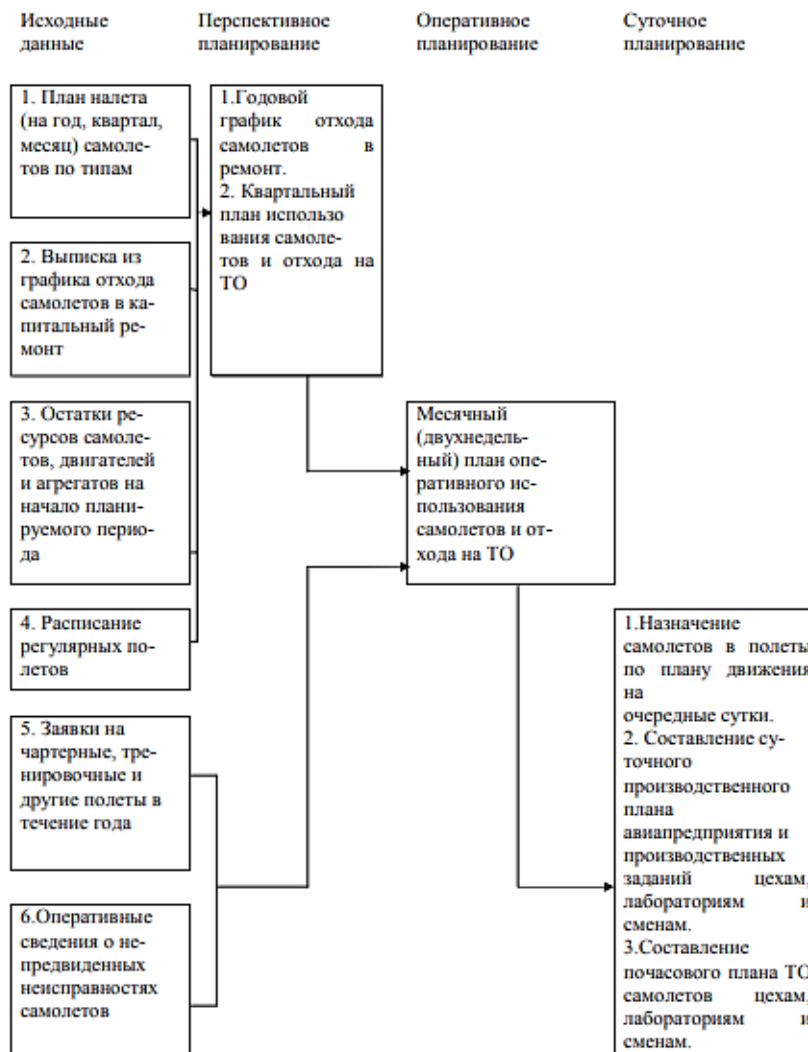 Исходные
данные
Перспективное
планирование
Оперативное
планирование
Суточное
планирование
1. План налета
(на год, квартал,
месяц) самоле-
тов по типам
2. Выписка из
графика отхода
самолетов в ка-
питальный ре-
монт
3. Остатки ре-
сурсов самоле-
тов, двигателей
и агрегатов на
начало плани-
руемого перио-
да
4. Расписание
регулярных по-
летов
5. Заявки на
чартерные, тре-
нировочные и
другие полеты в
течение года
6.Оперативные
сведения о не-
предвиденных
неисправностях
самолетов
1.Годовой
график отхода
самолетов в
ремонт.
2. Квартальный
план использо
вания самоле-
тов и отхода на
ТО
Месячный
(двухнедель-
ный) план опе-
ративного ис-
пользования
самолетов и от-
хода на ТО
1.Назначение
самолетов в полеты
по плану движения
на
очередные сутки.
2. Составление су-
точного
производственного
плана
авиапредприятия и
производственных
заданий цехам,
лабораториям и
сменам.
3.Составление
почасового плана ТО
самолетов цехам,
лабораториям и
сменам.